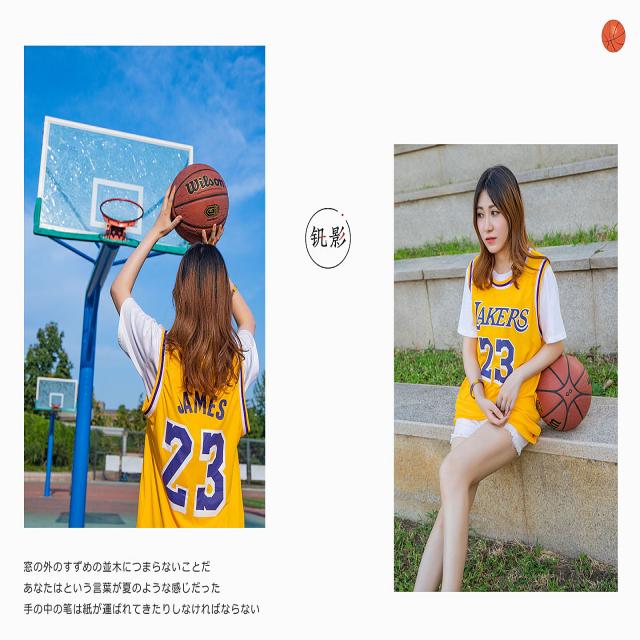 Wilson
JAMES
23
钒影
LAKERS
23
窓の外のすずめの並木につまらないことだ
あなたはという言葉が夏のような感じだった
手の中の笔は紙が運ばれてきたりしなければならない